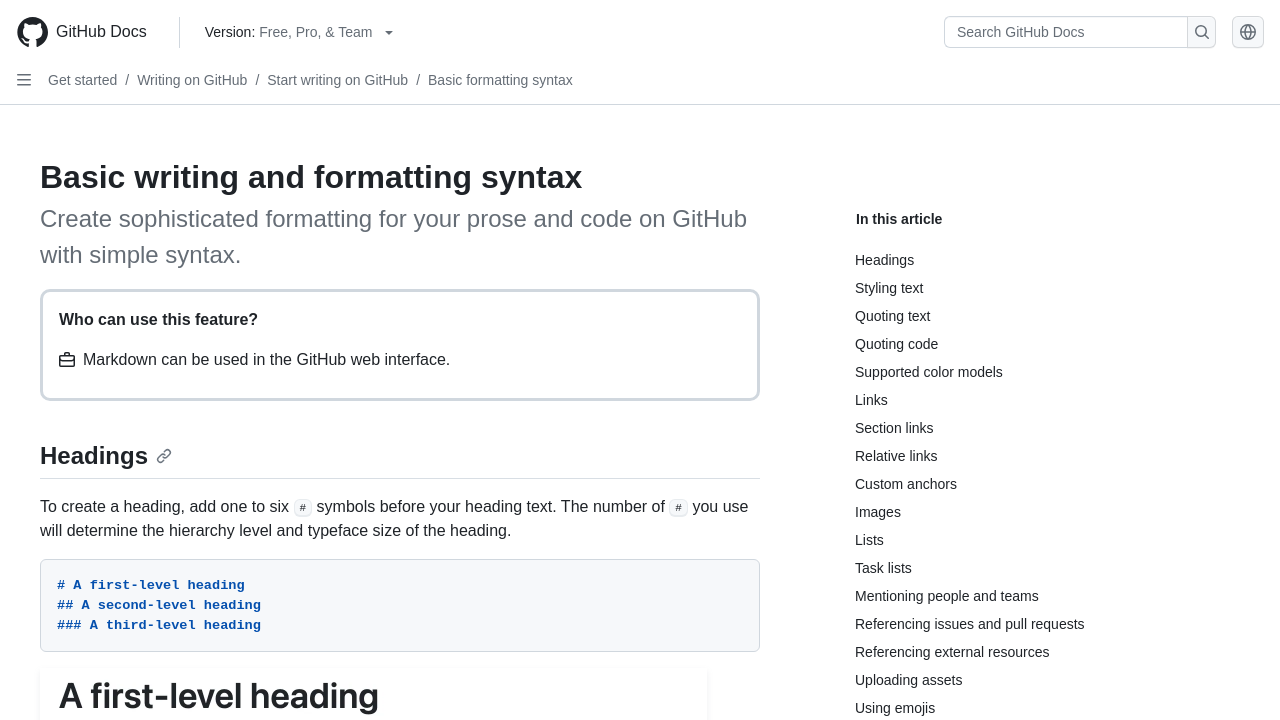 GitHub Docs
Version: Free, Pro, & Team
Search GitHub Docs
Get started / Writing on GitHub / Start writing on GitHub / Basic formatting syntax
Basic writing and formatting syntax
Create sophisticated formatting for your prose and code on GitHub
with simple syntax.
Who can use this feature?
Markdown can be used in the GitHub web interface.
Headings
To create a heading, add one to six # symbols before your heading text. The number of # you use
will determine the hierarchy level and typeface size of the heading.
# A first-level heading
## A second-level heading
### A third-level heading
A first-level heading
In this article
Headings
Styling text
Quoting text
Quoting code
Supported color models
Links
Section links
Relative links
Custom anchors
Images
Lists
Task lists
Mentioning people and teams
Referencing issues and pull requests
Referencing external resources
Uploading assets
Using emojis